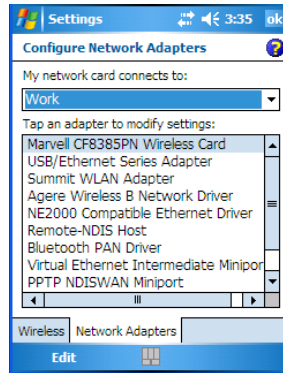 Settings 3:35 ok
Configure Network Adapters
My network card connects to:
Work
Tap an adapter to modify settings:
Marvell CF8385PN Wireless Card
USB/Ethernet Series Adapter
Summit WLAN Adapter
Agere Wireless B Network Driver
NE2000 Compatible Ethernet Driver
Remote-NDIS Host
Bluetooth PAN Driver
Virtual Ethernet Intermediate Minipor
PPTP NDISWAN Miniport
Wireless Network Adapters
Edit